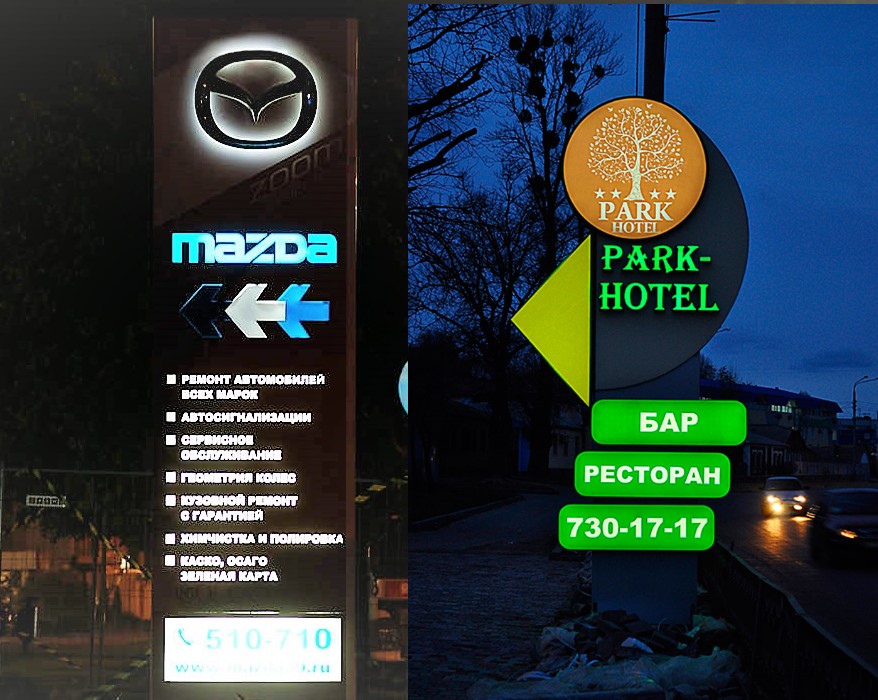 zoom
mazda
РЕМОНТ АВТОМОБИЛЕЙ
ВСЕХ МАРОК
АВТОСИГНАЛИЗАЦИИ
СЕРВИСНОЕ
ОБСЛУЖИВАНИЕ
ГЕОМЕТРИЯ КОЛЕС
КУЗОВНОЙ РЕМОНТ
С ГАРАНТИЕЙ
ХИМЧИСТКА И ПОЛИРОВКА
КАСКО, ОСАГО
ЗЕЛЕНАЯ КАРТА
510-710
PARK
HOTEL
PARK-
HOTEL
БАР
РЕСТОРАН
730-17-17